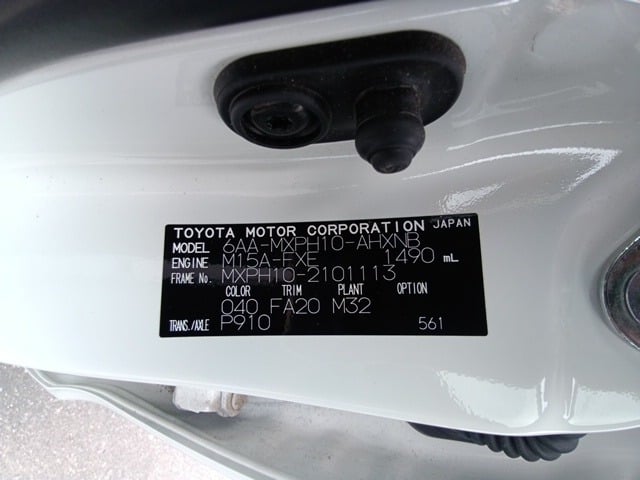 TOYOTA MOTOR CORPORATION JAPAN
MODEL 6AA-MXPH10-AHXNB
ENGINE M15A-FXE 1490 mL
FRAME No. MXPH10-2101113
COLOR TRIM PLANT OPTION
040 FA20 M32
TRANS./AXLE P910 561